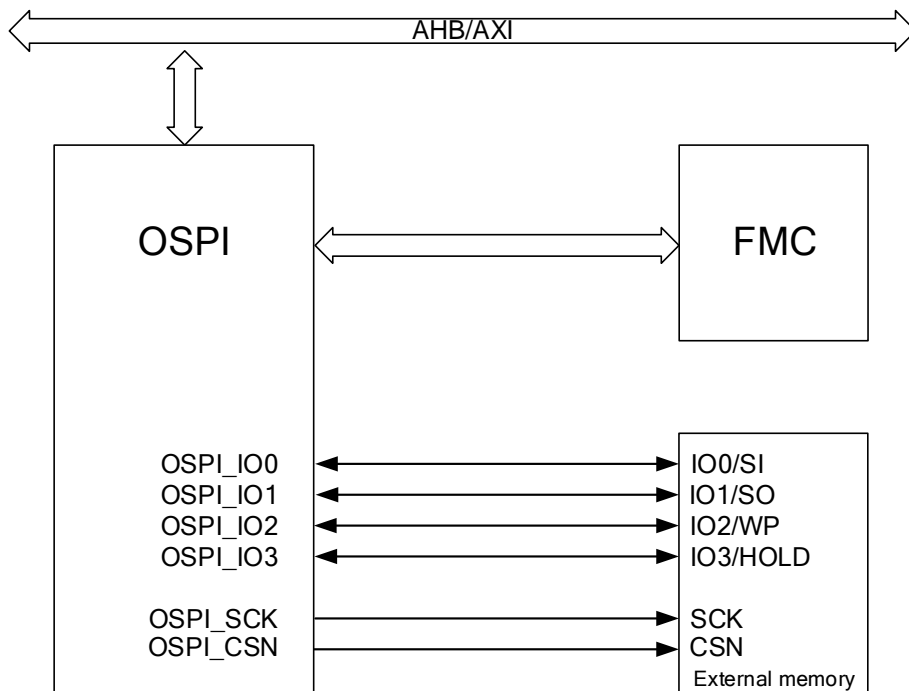 AHB/AXI
OSPI
FMC
OSPI_IO0
IO0/SI
OSPI_IO1
IO1/SO
OSPI_IO2
IO2/WP
OSPI_IO3
IO3/HOLD
OSPI_SCK
SCK
OSPI_CSN
CSN
External memory